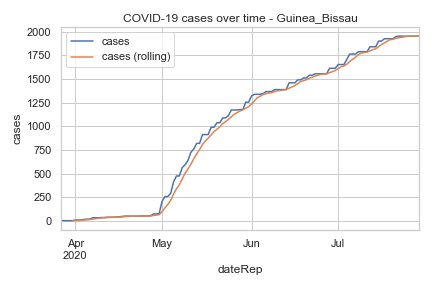 COVID-19 cases over time - Guinea_Bissau
cases
cases (rolling)
2000
1750
1500
1250
1000
750
500
250
0
cases
Apr
2020
May
Jun
Jul
dateRep